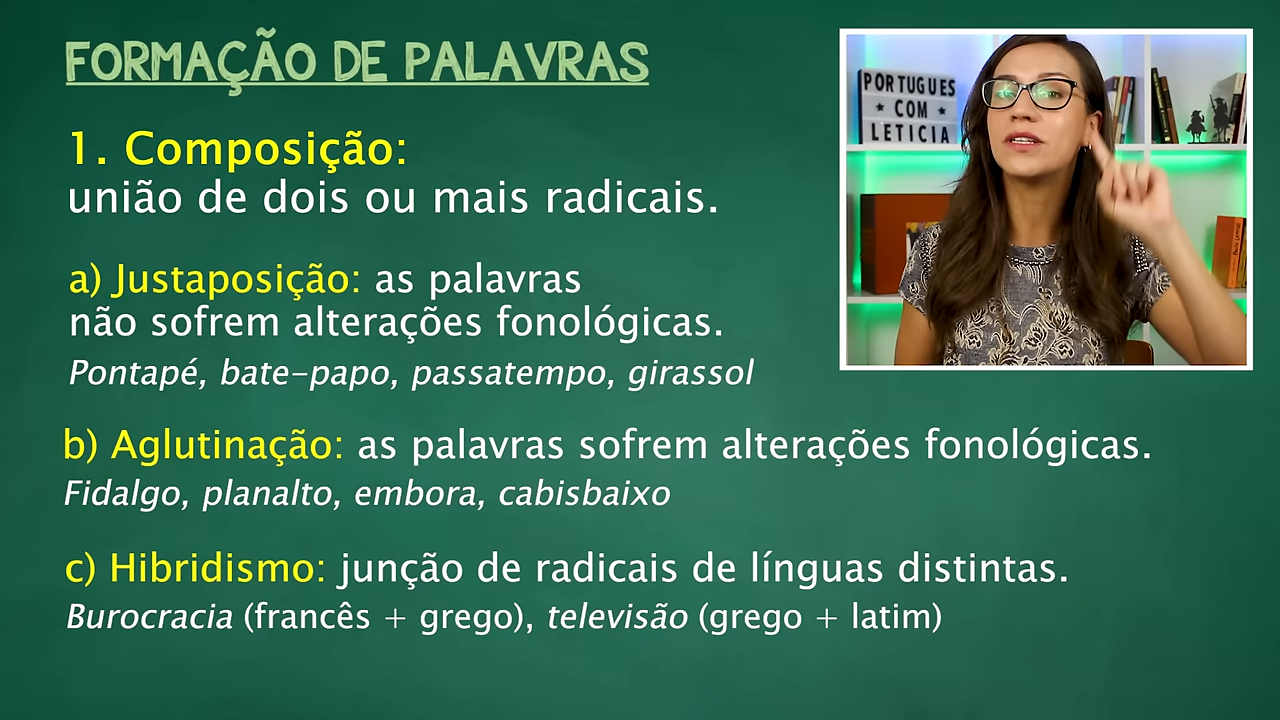 FORMAÇÃO DE PALAVRAS
1. Composição:
união de dois ou mais radicais.
a) Justaposição: as palavras
não sofrem alterações fonológicas.
Pontapé, bate-papo, passatempo, girassol
b) Aglutinação: as palavras sofrem alterações fonológicas.
Fidalgo, planalto, embora, cabisbaixo
c) Hibridismo: junção de radicais de línguas distintas.
Burocracia (francês + grego), televisão (grego + latim)
PORTUGUES
★ COM ★
LETICIA